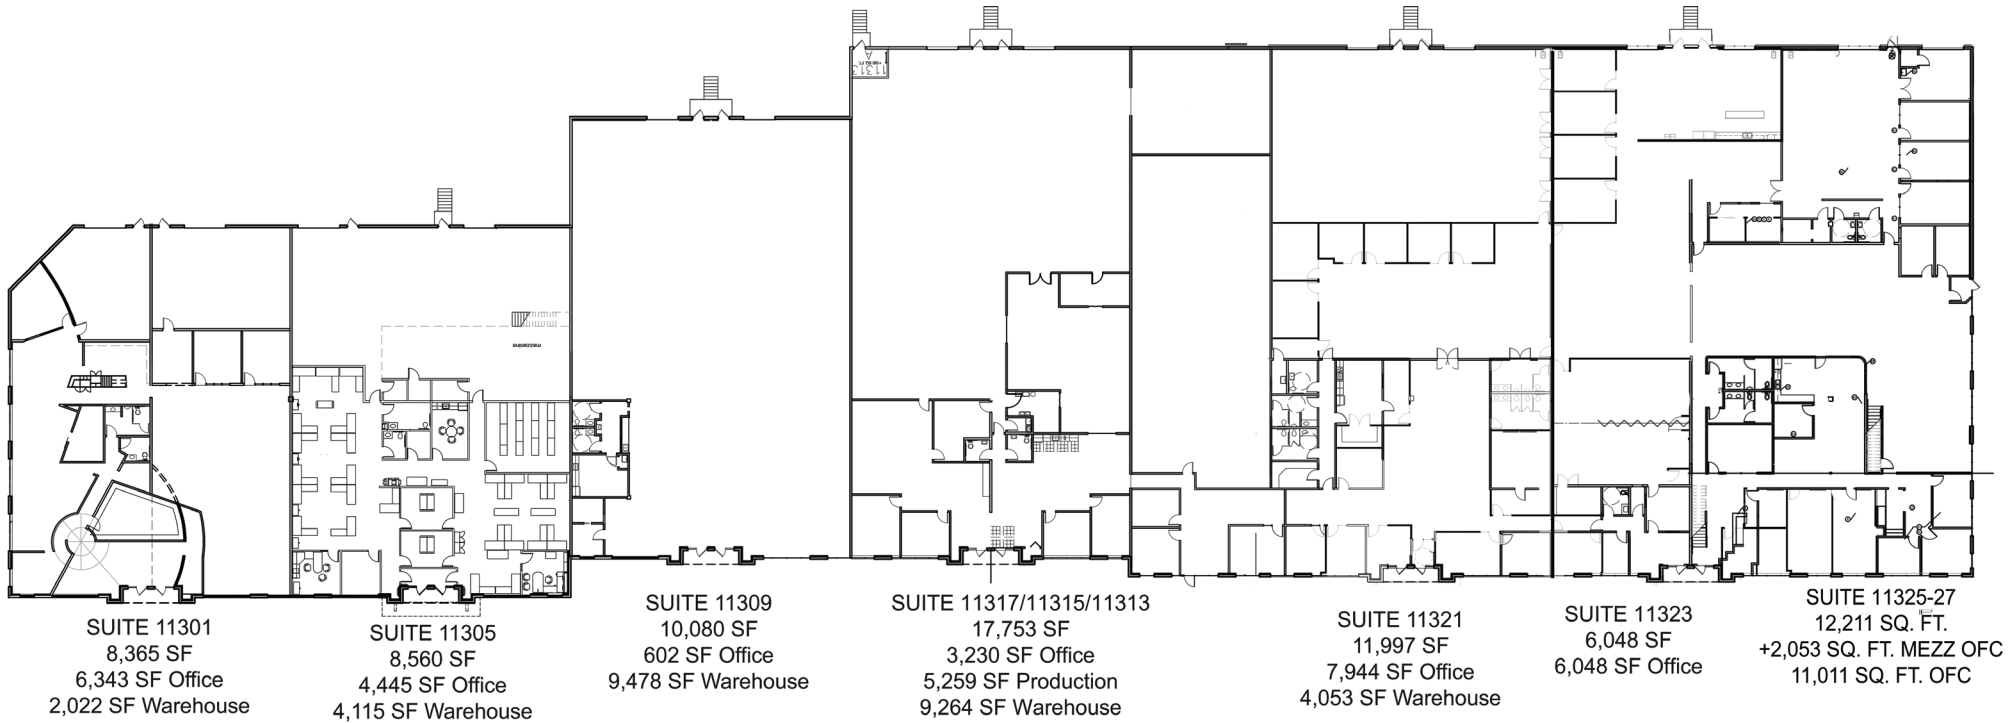 11313
+100 SQ. FT.
mezzanine
SUITE 11301
8,365 SF
6,343 SF Office
2,022 SF Warehouse
SUITE 11305
8,560 SF
4,445 SF Office
4,115 SF Warehouse
SUITE 11309
10,080 SF
602 SF Office
9,478 SF Warehouse
SUITE 11317/11315/11313
17,753 SF
3,230 SF Office
5,259 SF Production
9,264 SF Warehouse
SUITE 11321
11,997 SF
7,944 SF Office
4,053 SF Warehouse
SUITE 11323
6,048 SF
6,048 SF Office
SUITE 11325-27
12,211 SQ. FT.
+2,053 SQ. FT. MEZZ OFC
11,011 SQ. FT. OFC